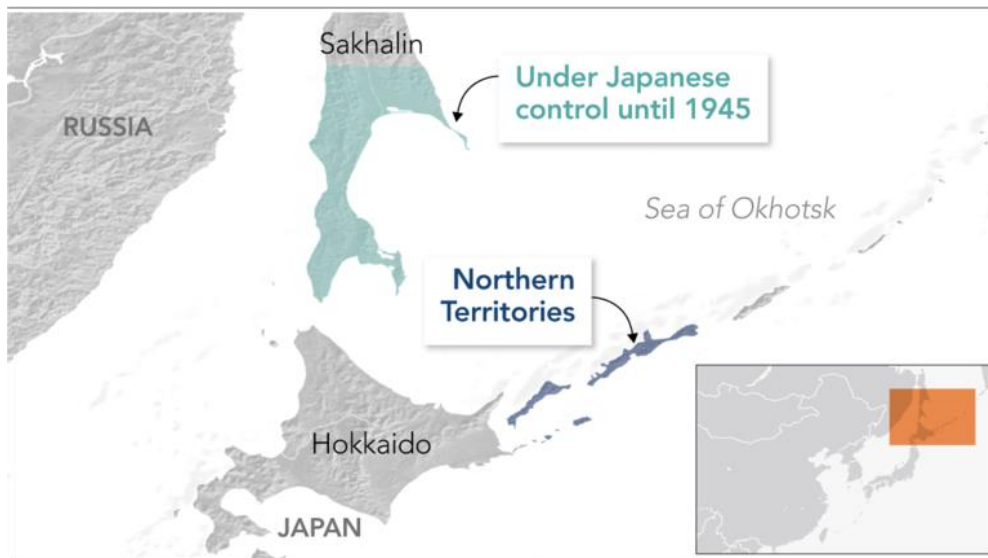 Sakhalin
Under Japanese
control until 1945
RUSSIA
Sea of Okhotsk
Northern
Territories
Hokkaido
JAPAN